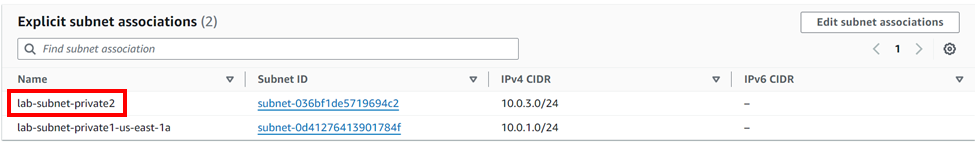 Explicit subnet associations (2)
Edit subnet associations
Find subnet association
1
Name Subnet ID IPv4 CIDR IPv6 CIDR
lab-subnet-private2 subnet-036bf1de5719694c2 10.0.3.0/24 –
lab-subnet-private1-us-east-1a subnet-0d41276413901784f 10.0.1.0/24 –